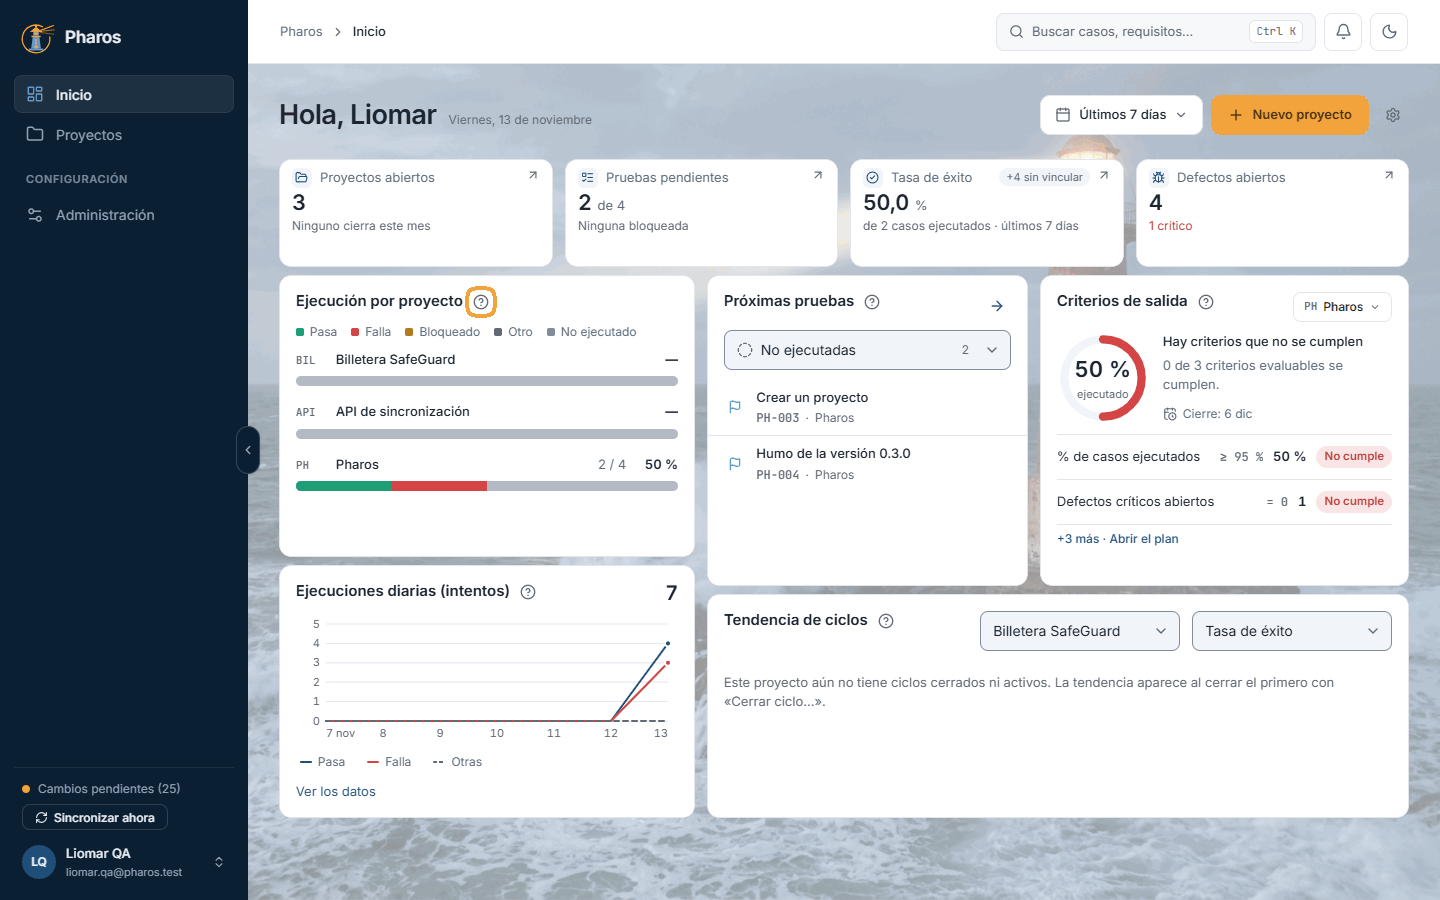 Pharos
Inicio
Proyectos
CONFIGURACIÓN
Administración
Cambios pendientes (25)
Sincronizar ahora
LQ
Liomar QA
liomar.qa@pharos.test
Pharos > Inicio
Buscar casos, requisitos... Ctrl K
Hola, Liomar Viernes, 13 de noviembre
Últimos 7 días
+ Nuevo proyecto
Proyectos abiertos
3
Ninguno cierra este mes
Pruebas pendientes
2 de 4
Ninguna bloqueada
Tasa de éxito +4 sin vincular
50,0 %
de 2 casos ejecutados · últimos 7 días
Defectos abiertos
4
1 crítico
Ejecución por proyecto ?
Pasa Falla Bloqueado Otro No ejecutado
BIL Billetera SafeGuard —
API API de sincronización —
PH Pharos 2 / 4 50 %
Próximas pruebas ?
No ejecutadas 2
Crear un proyecto
PH-003 · Pharos
Humo de la versión 0.3.0
PH-004 · Pharos
Criterios de salida ? PH Pharos
50 %
ejecutado
Hay criterios que no se cumplen
0 de 3 criterios evaluables se
cumplen.
Cierre: 6 dic
% de casos ejecutados ≥ 95 % 50 % No cumple
Defectos críticos abiertos = 0 1 No cumple
+3 más · Abrir el plan
Ejecuciones diarias (intentos) ? 7
5
4
3
2
1
0
7 nov 8 9 10 11 12 13
Pasa Falla Otras
Ver los datos
Tendencia de ciclos ?
Billetera SafeGuard
Tasa de éxito
Este proyecto aún no tiene ciclos cerrados ni activos. La tendencia aparece al cerrar el primero con
«Cerrar ciclo...».